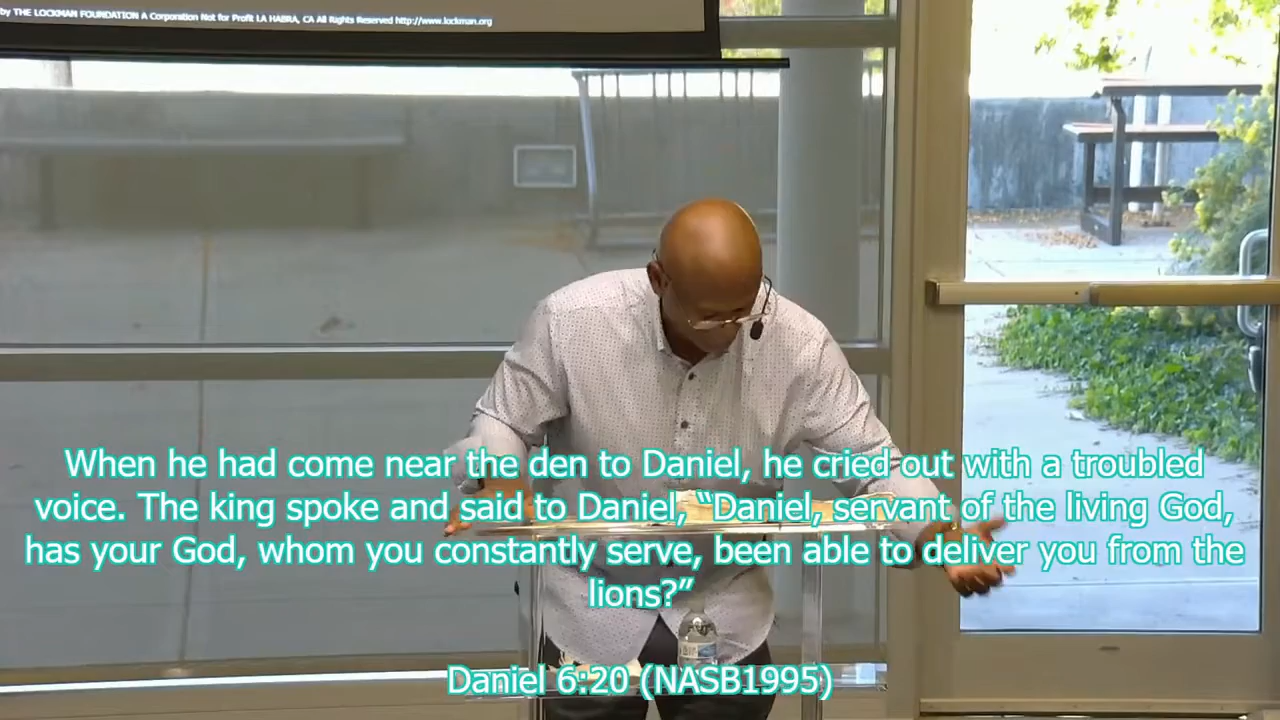 by THE LOCKMAN FOUNDATION A Corporation Not for Profit LA HABRA, CA All Rights Reserved http://www.lockman.org
When he had come near the den to Daniel, he cried out with a troubled
voice. The king spoke and said to Daniel, “Daniel, servant of the living God,
has your God, whom you constantly serve, been able to deliver you from the
lions?”
Daniel 6:20 (NASB1995)